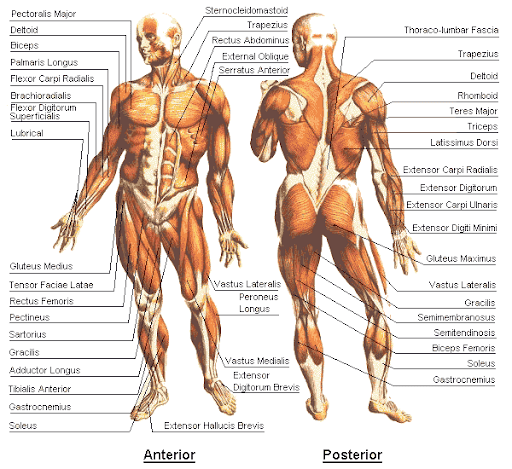 Pectoralis Major
Deltoid
Biceps
Palmaris Longus
Flexor Carpi Radialis
Brachioradialis
Flexor Digitorum
Superficialis
Lubrical
Gluteus Medius
Tensor Faciae Latae
Rectus Femoris
Pectineus
Sartorius
Gracilis
Adductor Longus
Tibialis Anterior
Gastrocnemius
Soleus
Sternocleidomastoid
Trapezius
Rectus Abdominus
External Oblique
Serratus Anterior
Vastus Lateralis
Peroneus
Longus
Vastus Medialis
Extensor
Digitorum Brevis
Extensor Hallucis Brevis
Anterior
Thoraco-lumbar Fascia
Trapezius
Deltoid
Rhomboid
Teres Major
Triceps
Latissimus Dorsi
Extensor Carpi Radialis
Extensor Digitorum
Extensor Carpi Ulnaris
Extensor Digiti Minimi
Gluteus Maximus
Vastus Lateralis
Gracilis
Semimembranosus
Semitendinosis
Biceps Femoris
Soleus
Gastrocnemius
Posterior